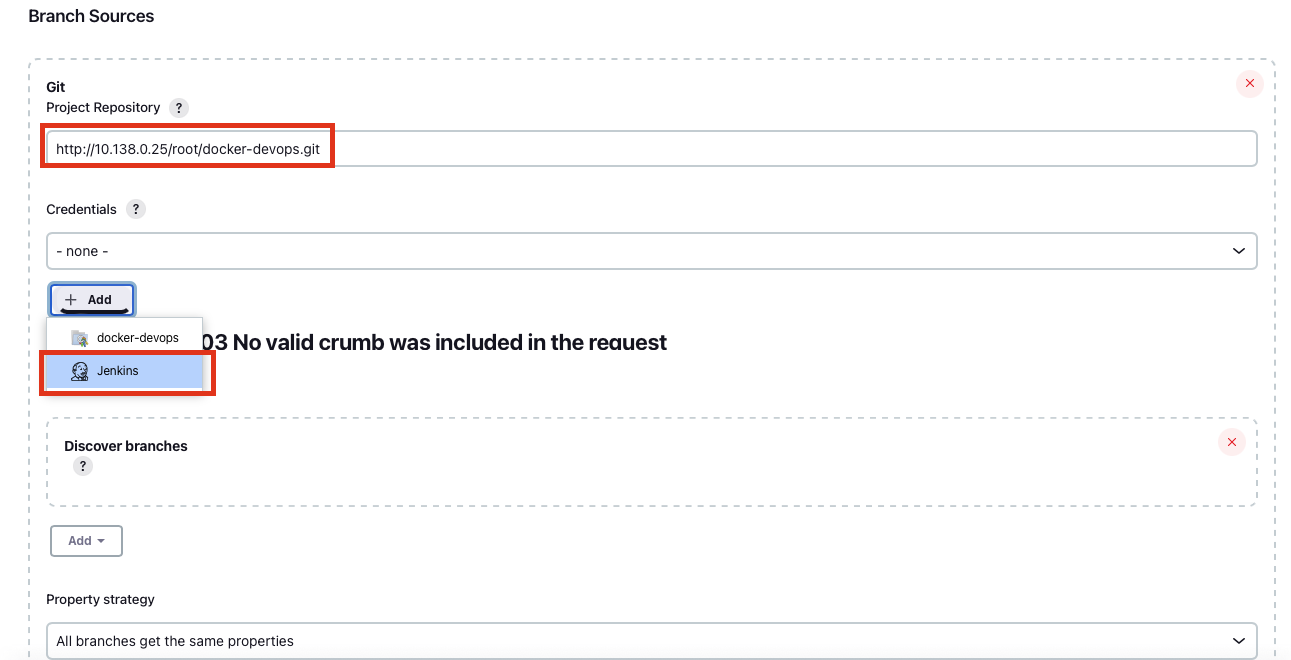 Branch Sources
Git
Project Repository ?
http://10.138.0.25/root/docker-devops.git
Credentials ?
- none -
Add
docker-devops
03 No valid crumb was included in the request
Jenkins
Discover branches
?
Add
Property strategy
All branches get the same properties